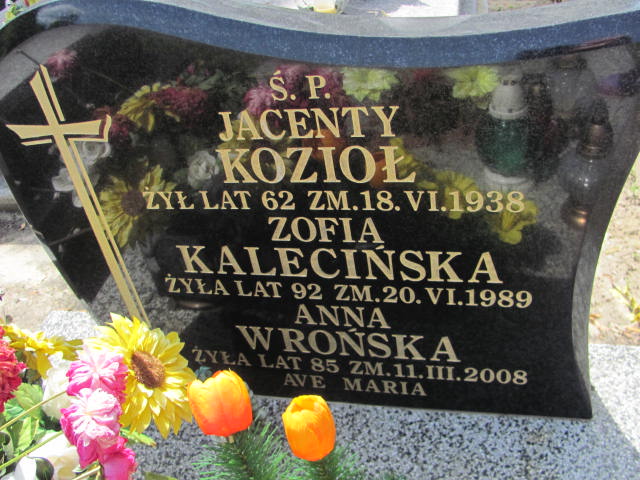 Ś. P.
JACENTY
KOZIOŁ
ŻYŁ LAT 62 ZM.18.VI.1938
ZOFIA
KALECIŃSKA
ŻYŁA LAT 92 ZM.20.VI.1989
ANNA
WROŃSKA
ŻYŁA LAT 85 ZM.11.III.2008
AVE MARIA